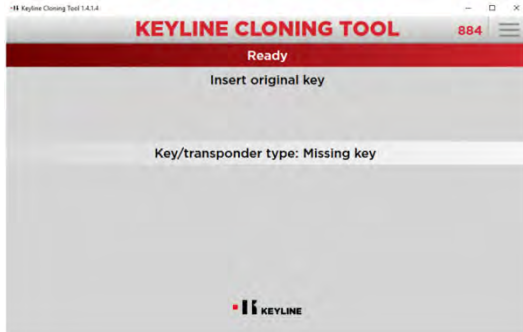 Keyline Cloning Tool 1.4.1.4
KEYLINE CLONING TOOL
884
Ready
Insert original key
Key/transponder type: Missing key
KEYLINE